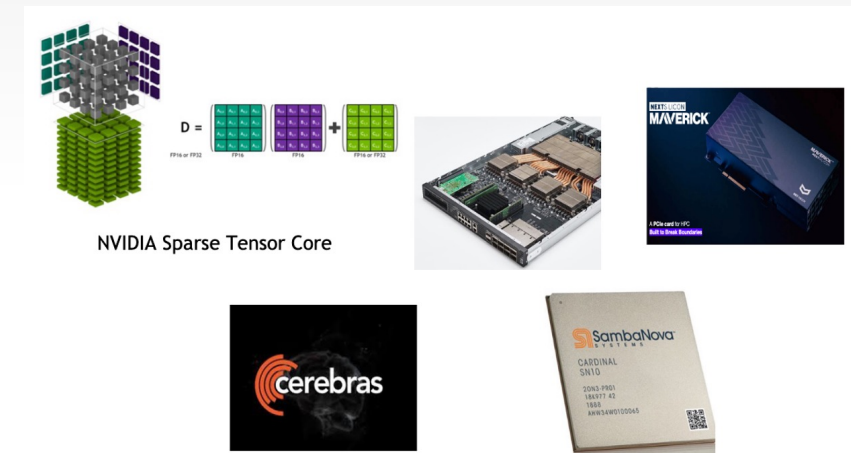 D =
+
FP16 or FP32
FP16
FP16
FP16 or FP32
NVIDIA Sparse Tensor Core
NEXTSILICON
MAVERICK
MAVERICK
A PCIe card for HPC
Built to Break Boundaries
cerebras
SambaNova
SYSTEMS
CARDINAL
SN10